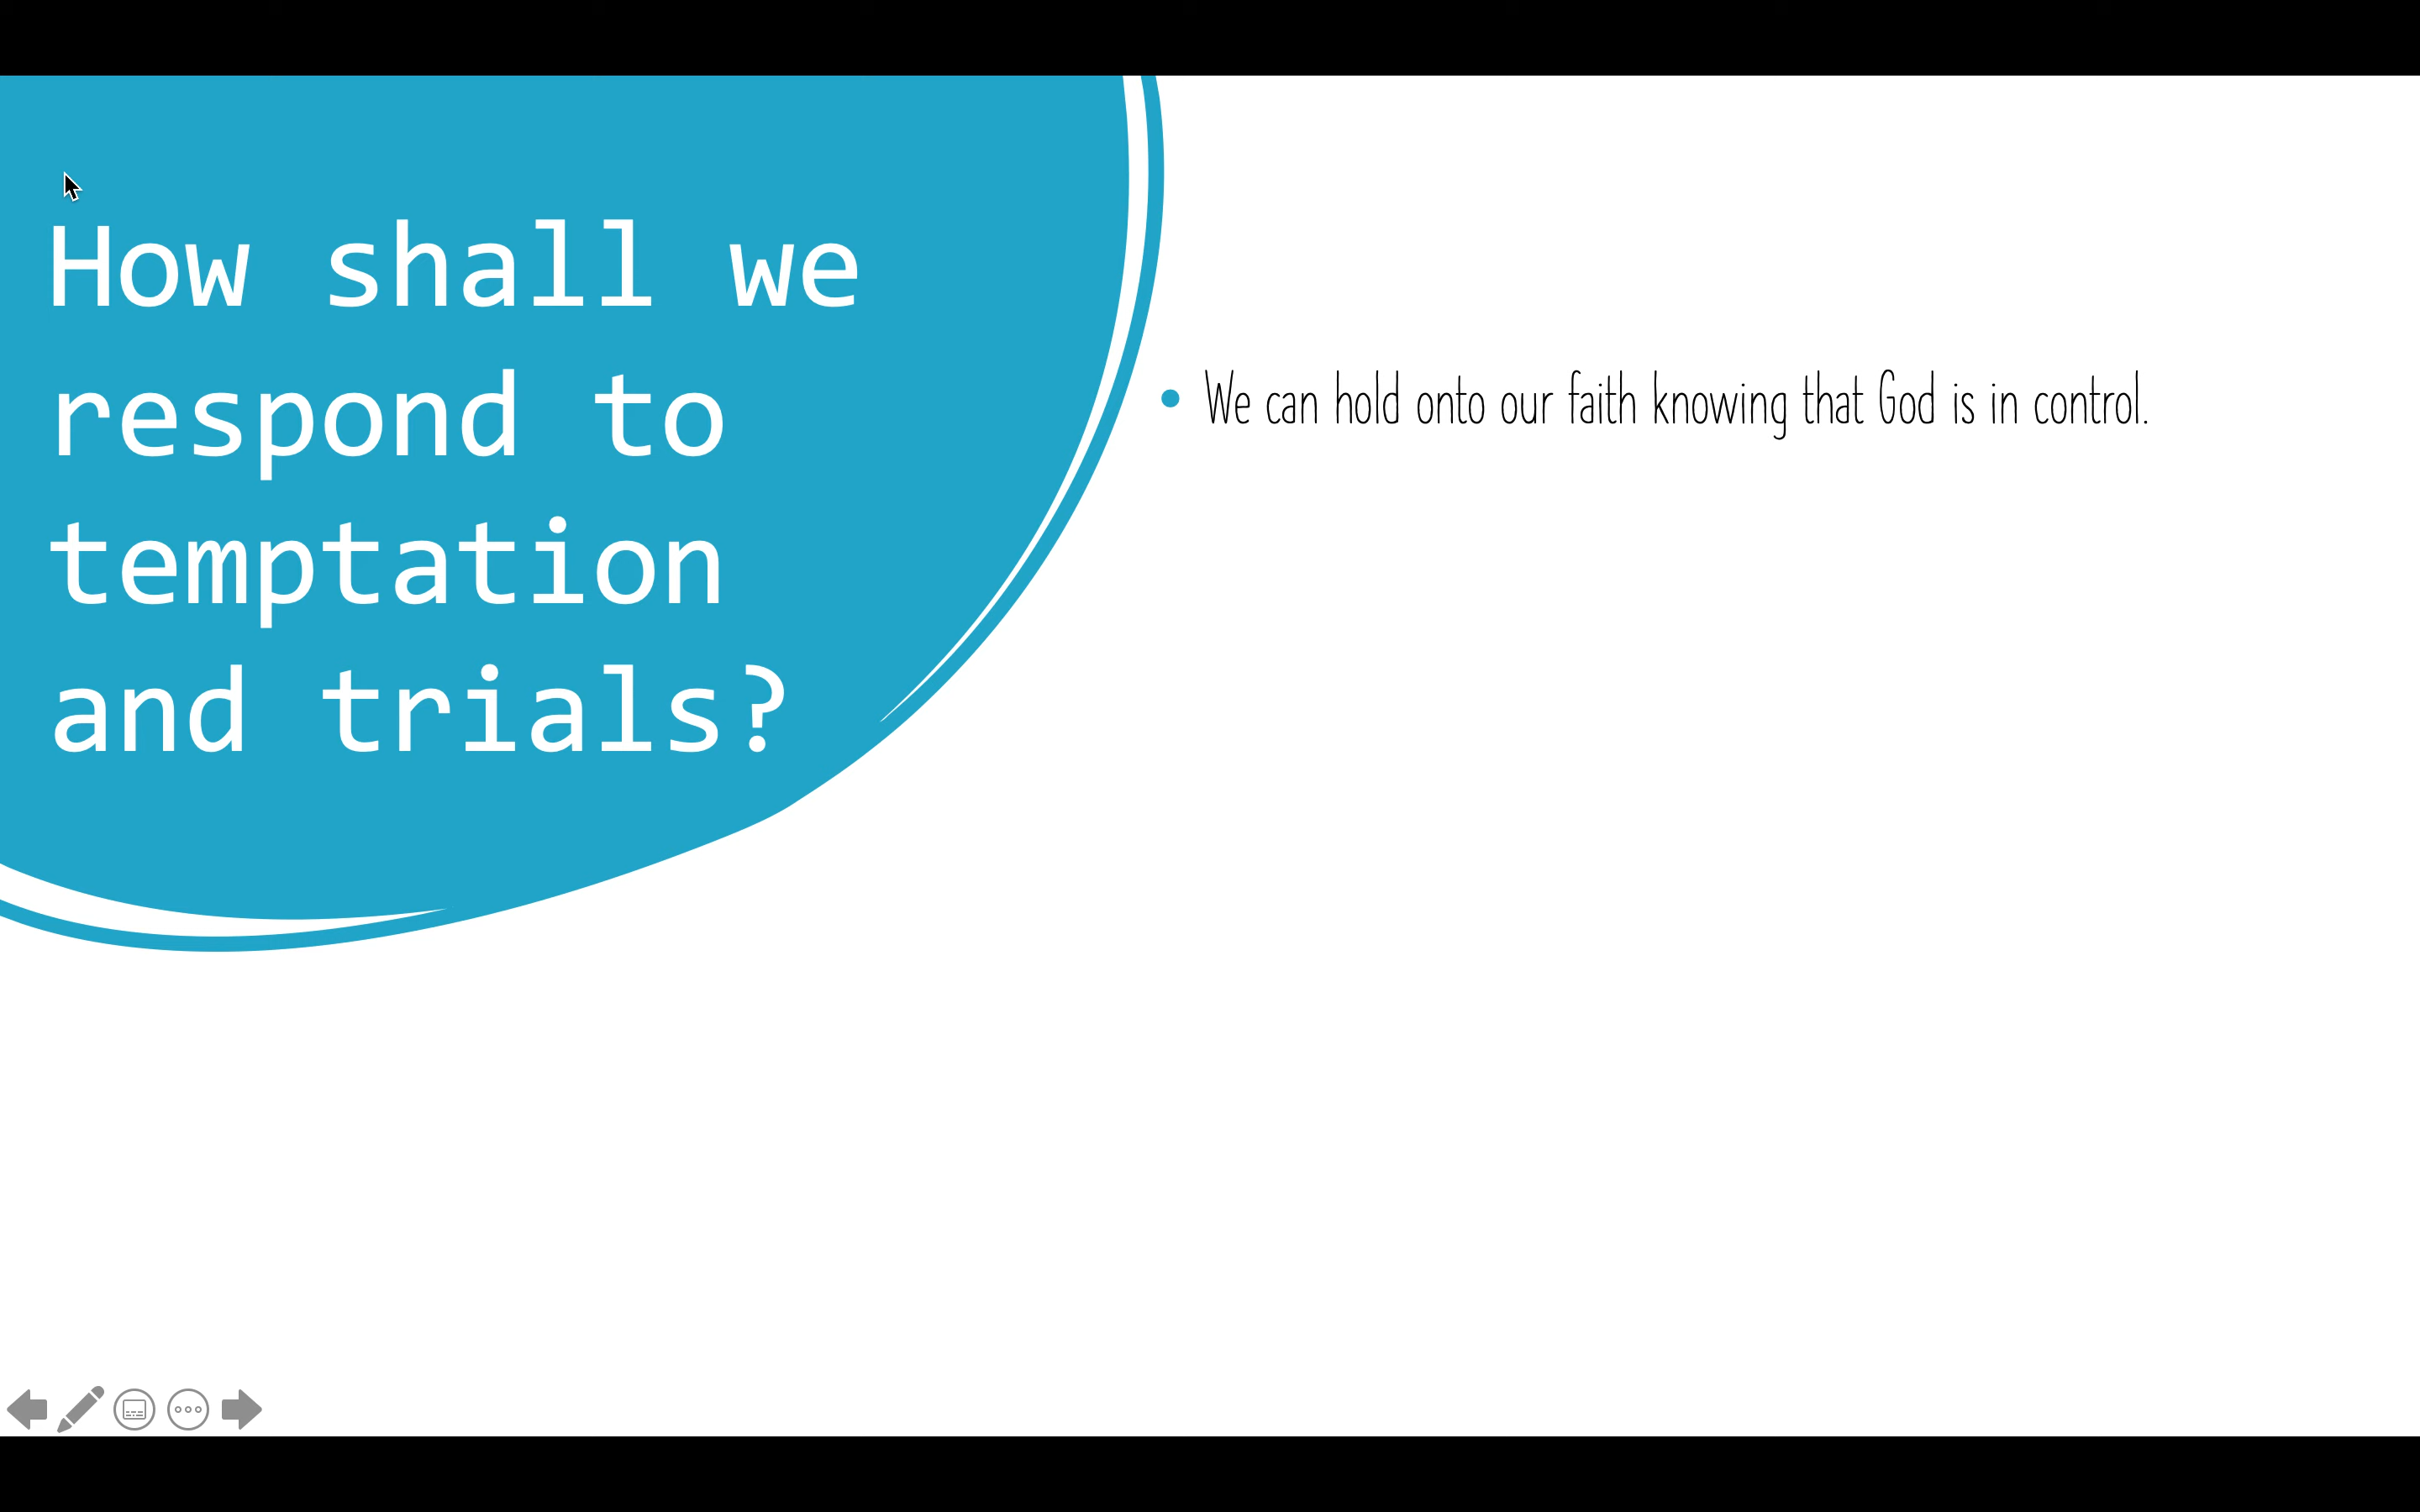 How shall we
respond to
temptation
and trials?
• We can hold onto our faith knowing that God is in control.